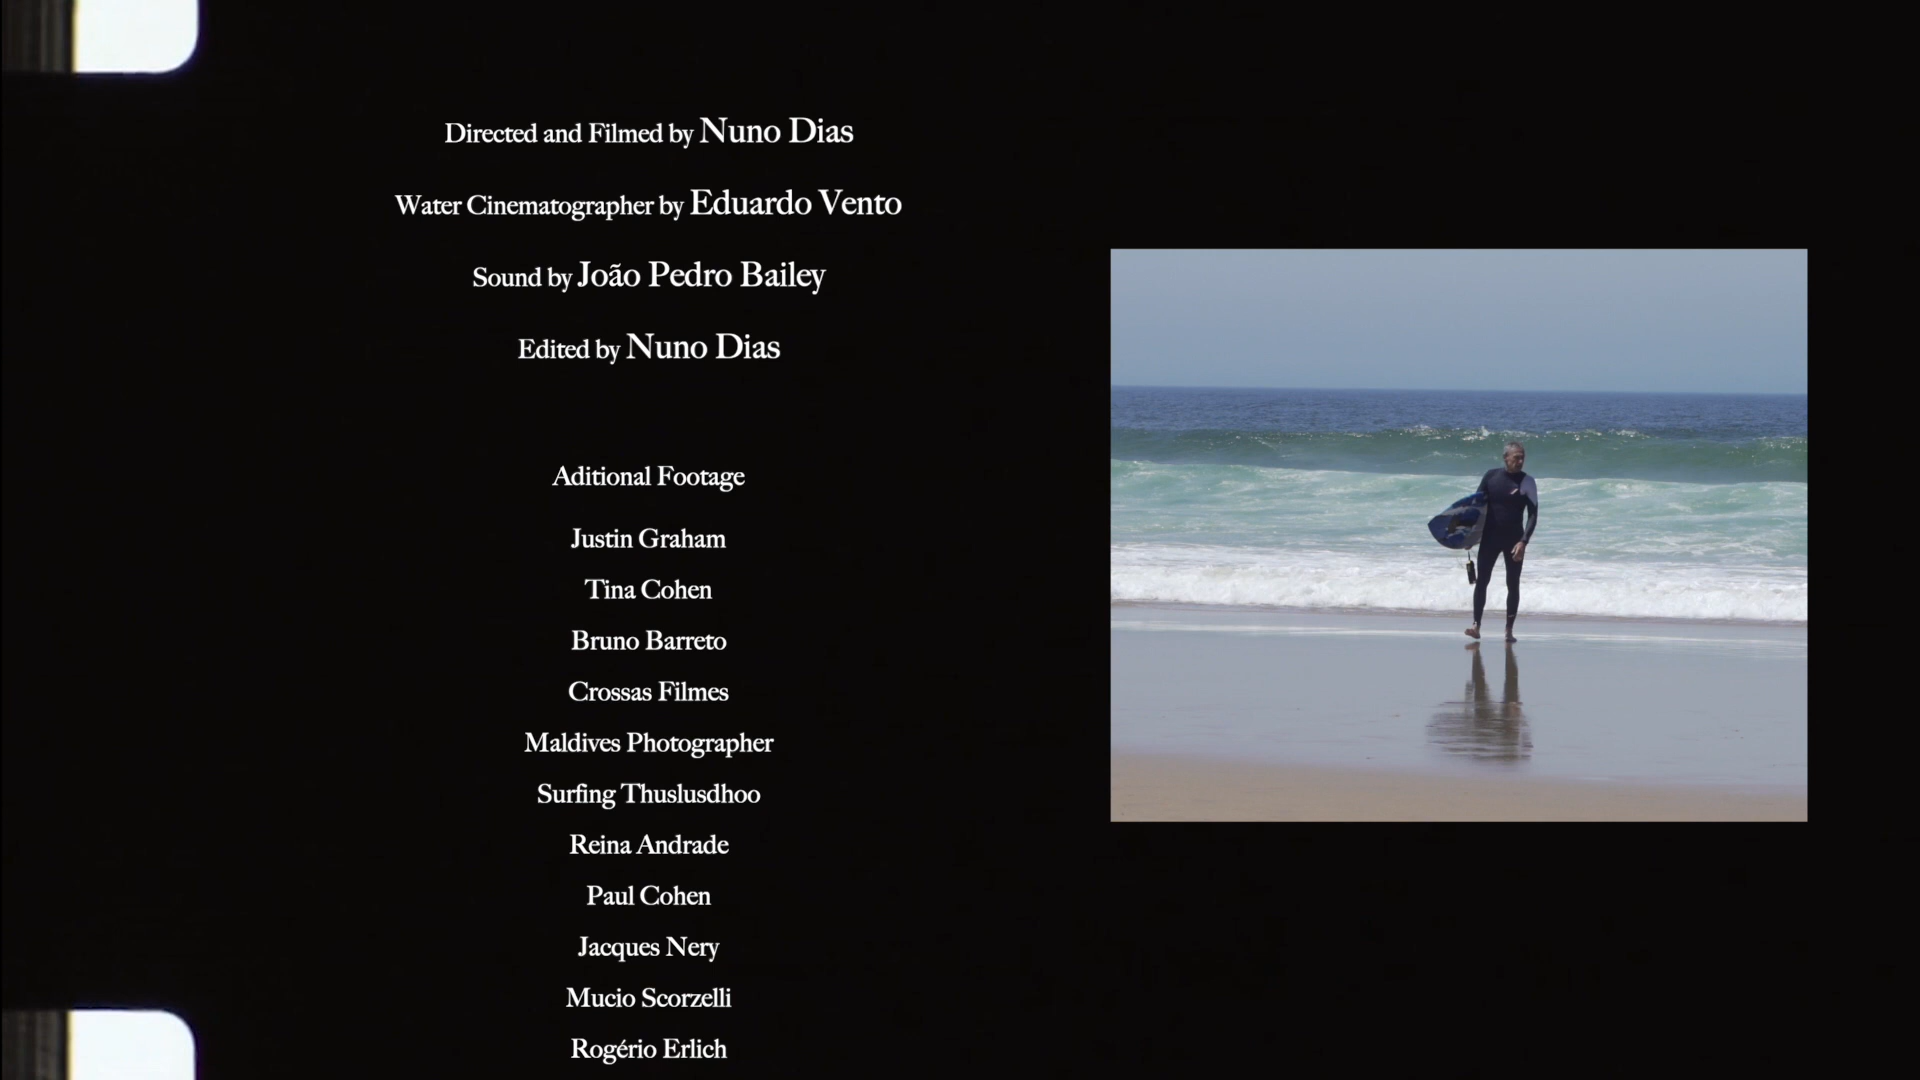 Directed and Filmed by Nuno Dias
Water Cinematographer by Eduardo Vento
Sound by João Pedro Bailey
Edited by Nuno Dias
Aditional Footage
Justin Graham
Tina Cohen
Bruno Barreto
Crossas Filmes
Maldives Photographer
Surfing Thuslusdhoo
Reina Andrade
Paul Cohen
Jacques Nery
Mucio Scorzelli
Rogério Erlich